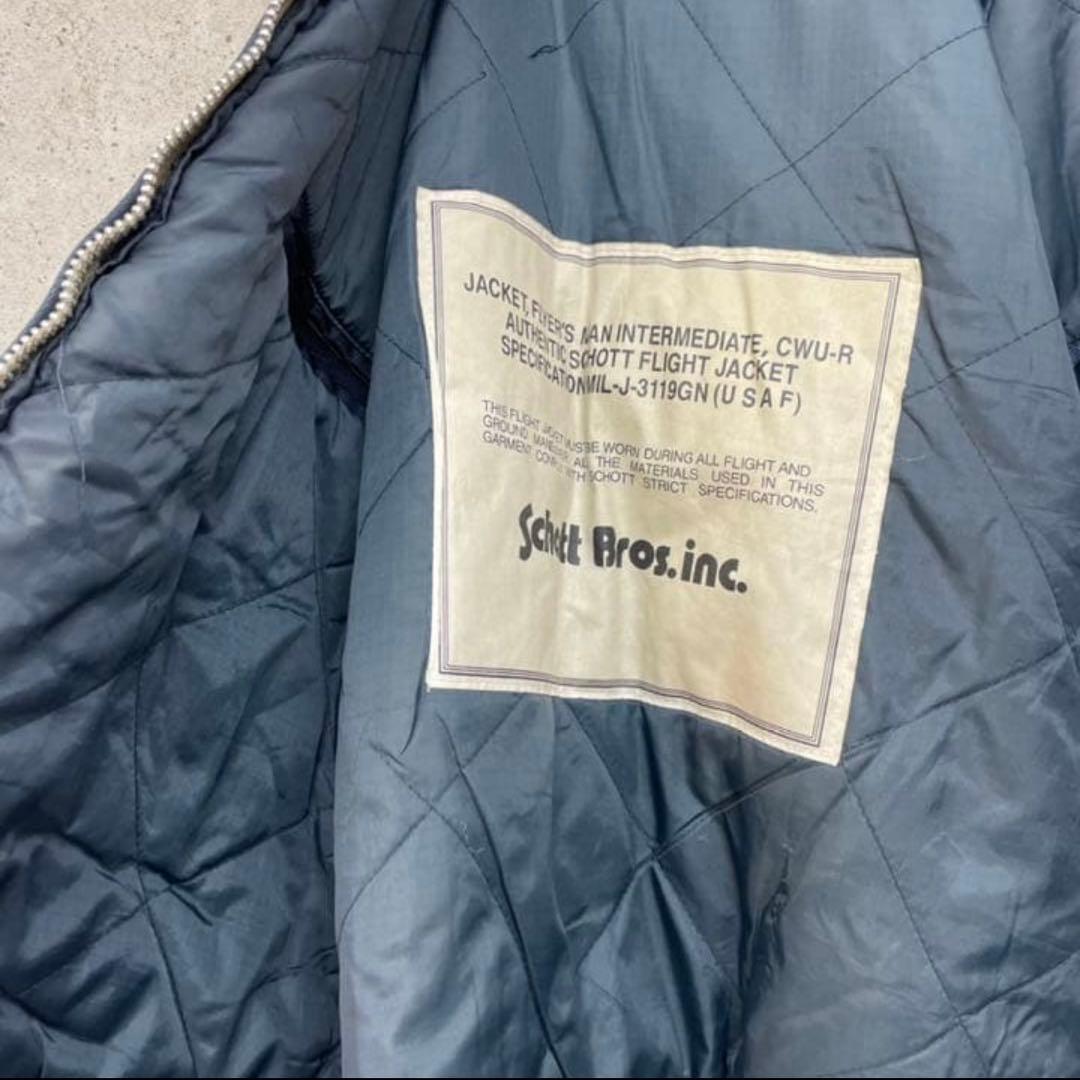 JACKET, FLYER'S MAN INTERMEDIATE, CWU-R
AUTHENTIC SCHOTT FLIGHT JACKET
SPECIFICATION MIL-J-3119GN (U S A F)
THIS FLIGHT JACKET MUST BE WORN DURING ALL FLIGHT AND
GROUND MANEUVER. ALL THE MATERIALS USED IN THIS
GARMENT COMPLY WITH SCHOTT STRICT SPECIFICATIONS.
Schott Bros. inc.